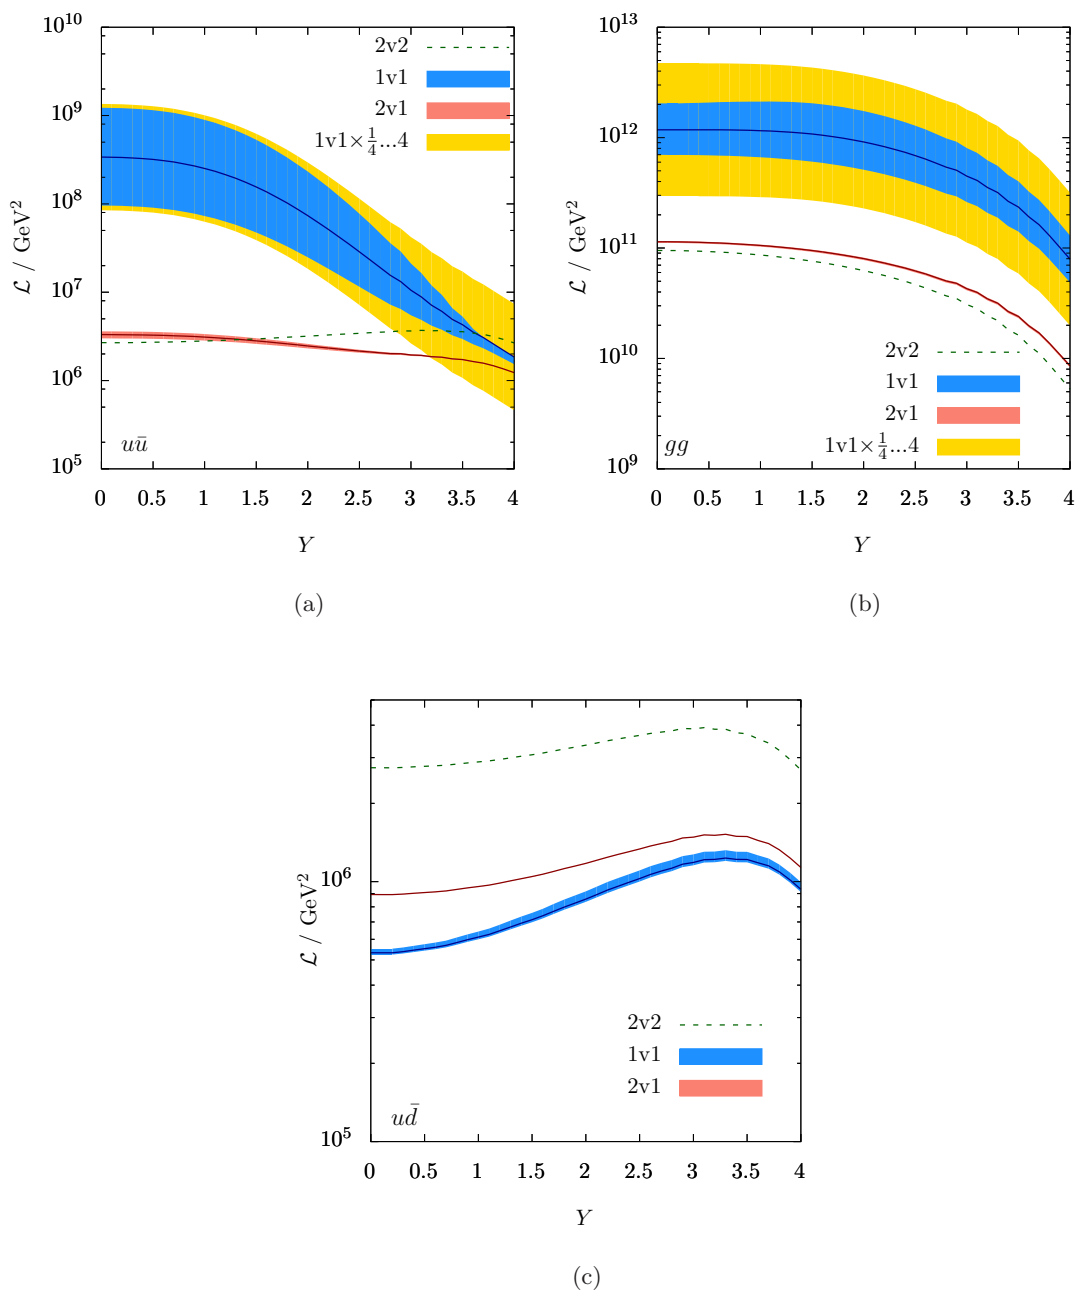 10^10
10^9
10^8
10^7
10^6
10^5
ℒ / GeV^2
2v2
1v1
2v1
1v1×1/4...4
uū
0 0.5 1 1.5 2 2.5 3 3.5 4
Y
(a)
10^13
10^12
10^11
10^10
10^9
ℒ / GeV^2
2v2
1v1
2v1
1v1×1/4...4
gg
0 0.5 1 1.5 2 2.5 3 3.5 4
Y
(b)
10^6
10^5
ℒ / GeV^2
2v2
1v1
2v1
ud̄
0 0.5 1 1.5 2 2.5 3 3.5 4
Y
(c)